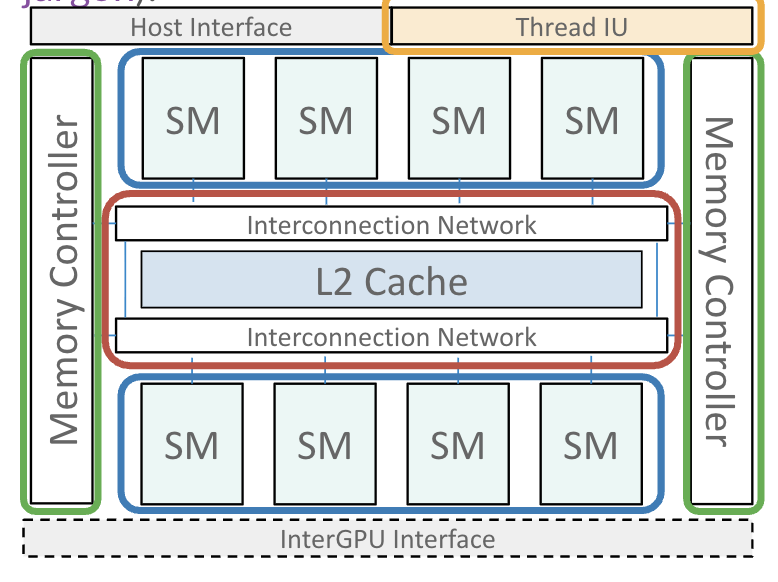 jargon).
Host Interface
Thread IU
Memory Controller
SM SM SM SM
Interconnection Network
L2 Cache
Interconnection Network
SM SM SM SM
Memory Controller
InterGPU Interface